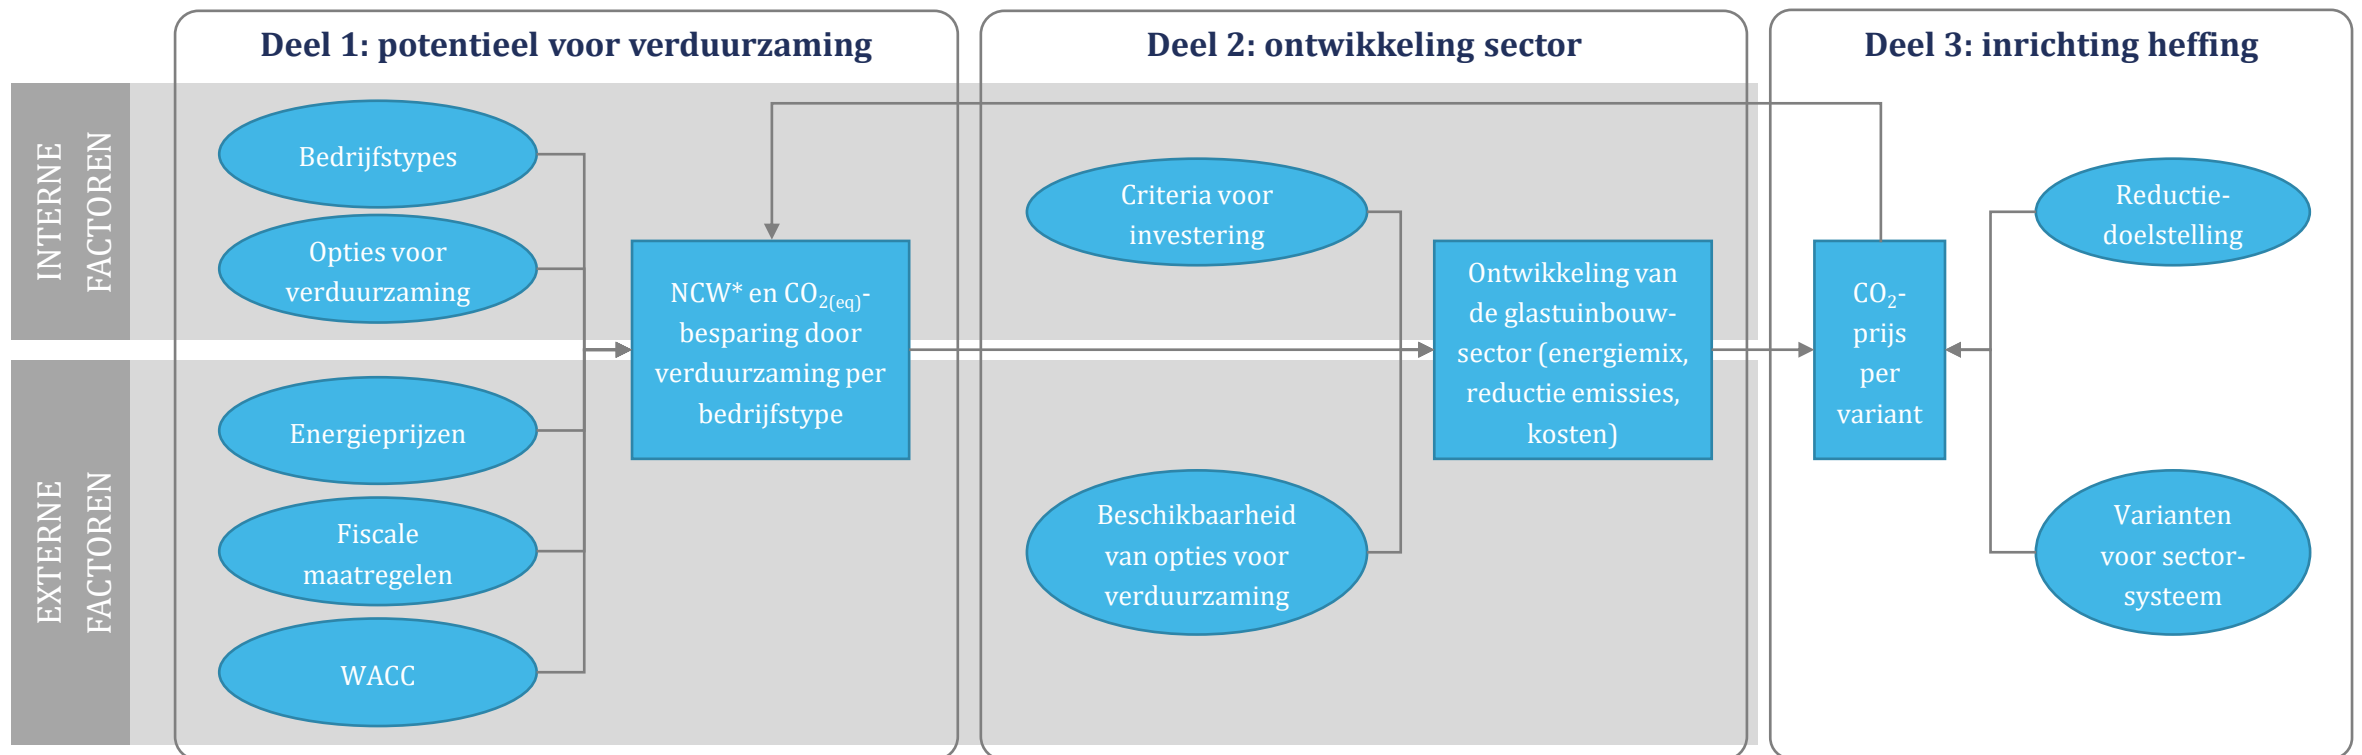 Deel 1: potentieel voor verduurzaming
Deel 2: ontwikkeling sector
Deel 3: inrichting heffing
INTERNE
FACTOREN
Bedrijfstypes
Opties voor
verduurzaming
EXTERNE
FACTOREN
Energieprijzen
Fiscale
maatregelen
WACC
NCW* en CO₂₍eq₎-
besparing door
verduurzaming per
bedrijfstype
Criteria voor
investering
Beschikbaarheid
van opties voor
verduurzaming
Ontwikkeling van
de glastuinbouw-
sector (energiemix,
reductie emissies,
kosten)
CO₂-
prijs
per
variant
Reductie-
doelstelling
Varianten
voor sector-
systeem